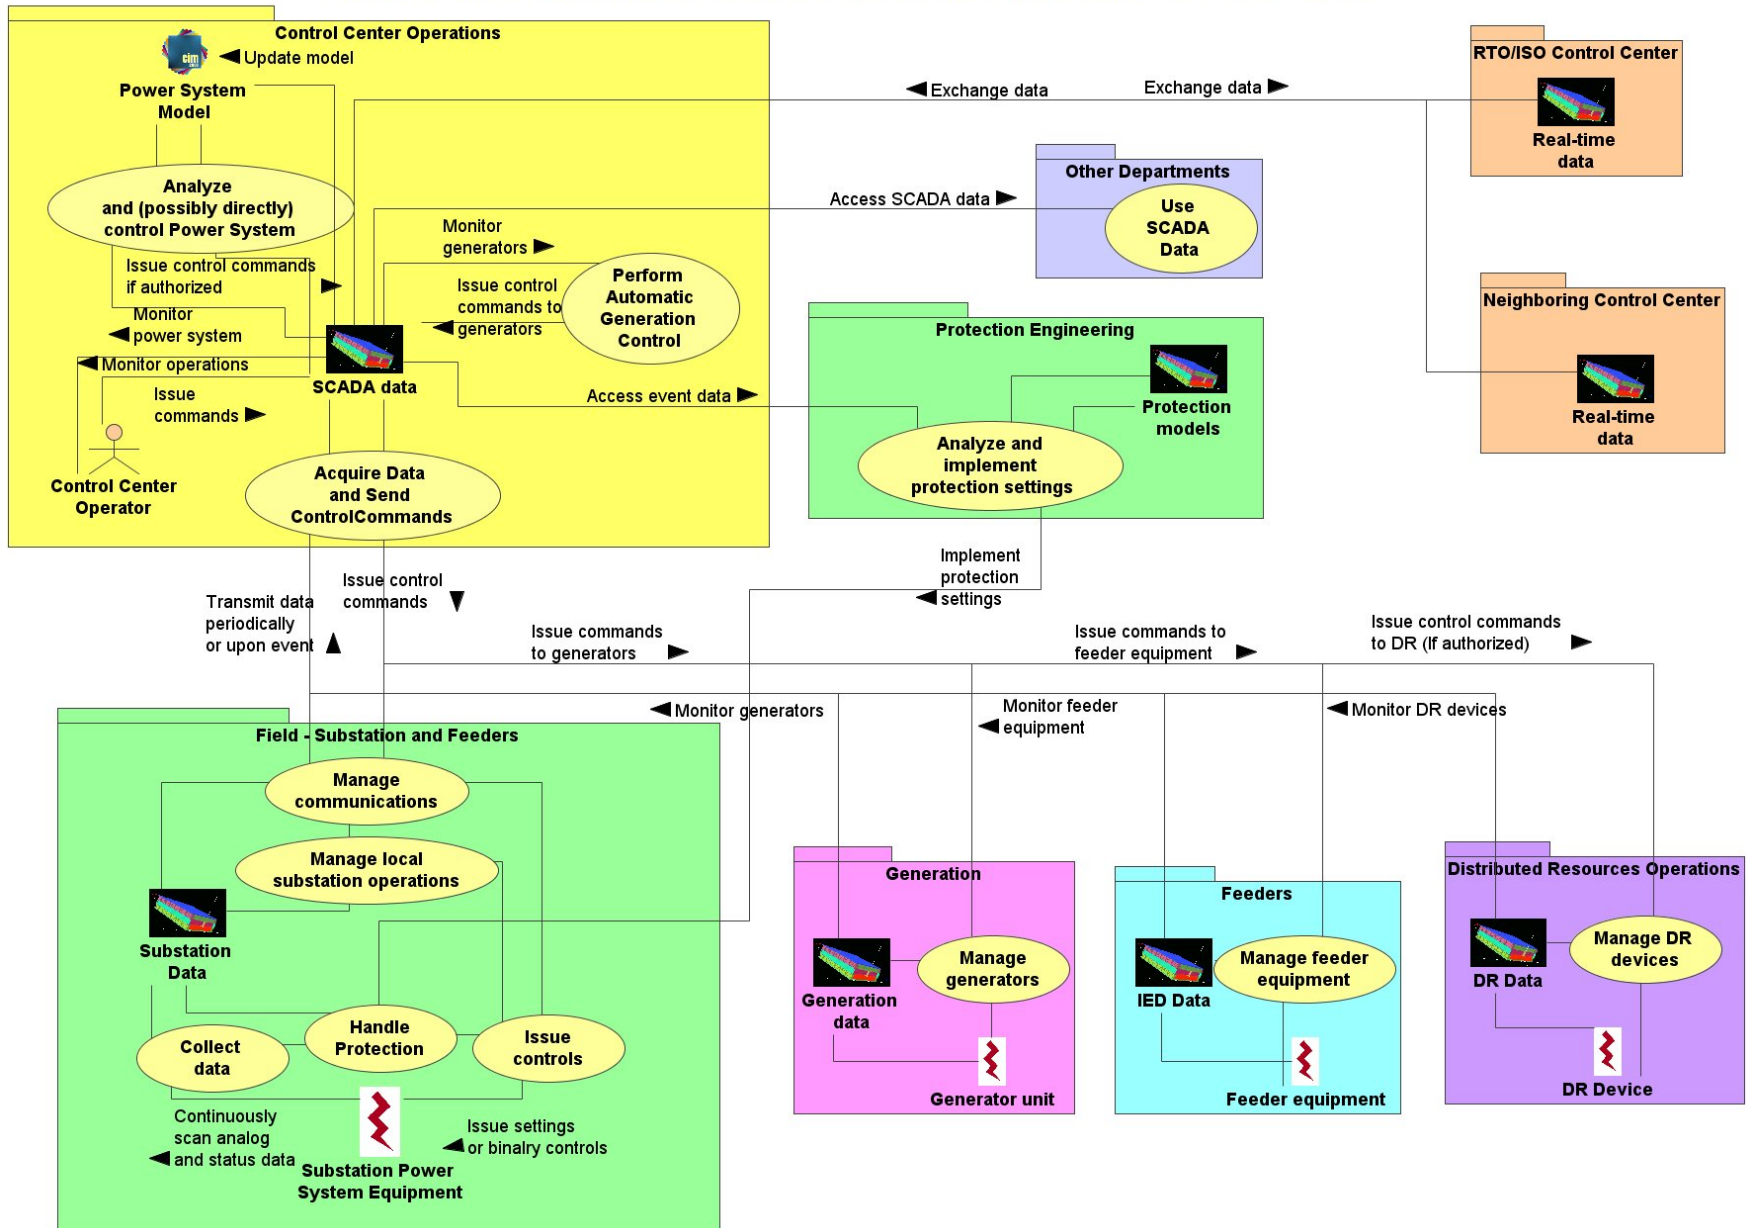 Control Center Operations
cim
Update model
Power System
Model
Analyze
and (possibly directly)
control Power System
Issue control commands
if authorized
Monitor
power system
Monitor operations
Issue
commands
Control Center
Operator
SCADA data
Monitor
generators
Issue control
commands to
generators
Perform
Automatic
Generation
Control
Acquire Data
and Send
ControlCommands
Exchange data
Exchange data
Access SCADA data
Access event data
RTO/ISO Control Center
Real-time
data
Other Departments
Use
SCADA
Data
Neighboring Control Center
Real-time
data
Protection Engineering
Protection
models
Analyze and
implement
protection settings
Implement
protection
settings
Transmit data
periodically
or upon event
Issue control
commands
Issue commands
to generators
Issue commands to
feeder equipment
Issue control commands
to DR (If authorized)
Monitor generators
Monitor feeder
equipment
Monitor DR devices
Field - Substation and Feeders
Manage
communications
Manage local
substation operations
Substation
Data
Collect
data
Handle
Protection
Issue
controls
Continuously
scan analog
and status data
Issue settings
or binalry controls
Substation Power
System Equipment
Generation
Manage
generators
Generation
data
Generator unit
Feeders
Manage feeder
equipment
IED Data
Feeder equipment
Distributed Resources Operations
Manage DR
devices
DR Data
DR Device